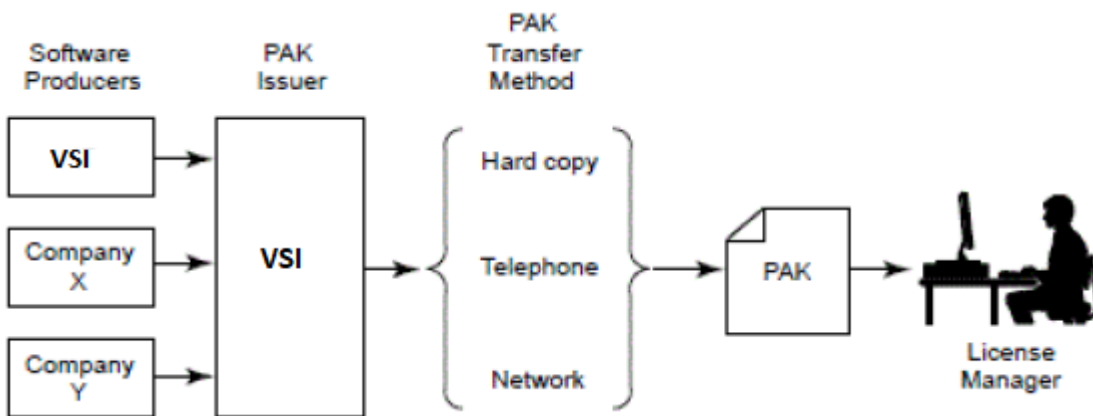 Software
Producers
PAK
Issuer
PAK
Transfer
Method
VSI
Company
X
Company
Y
VSI
Hard copy
Telephone
Network
PAK
License
Manager